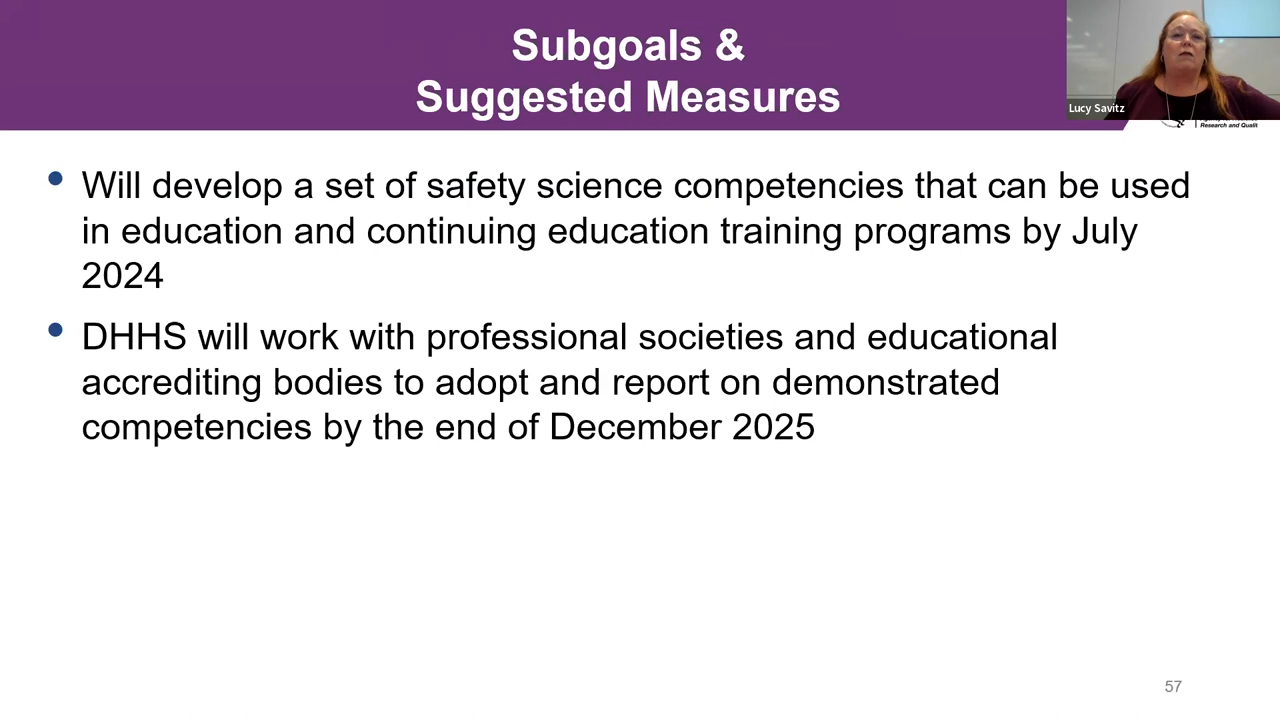 Subgoals &
Suggested Measures
Lucy Savitz
Research and Qualit
• Will develop a set of safety science competencies that can be used
in education and continuing education training programs by July
2024
• DHHS will work with professional societies and educational
accrediting bodies to adopt and report on demonstrated
competencies by the end of December 2025
57